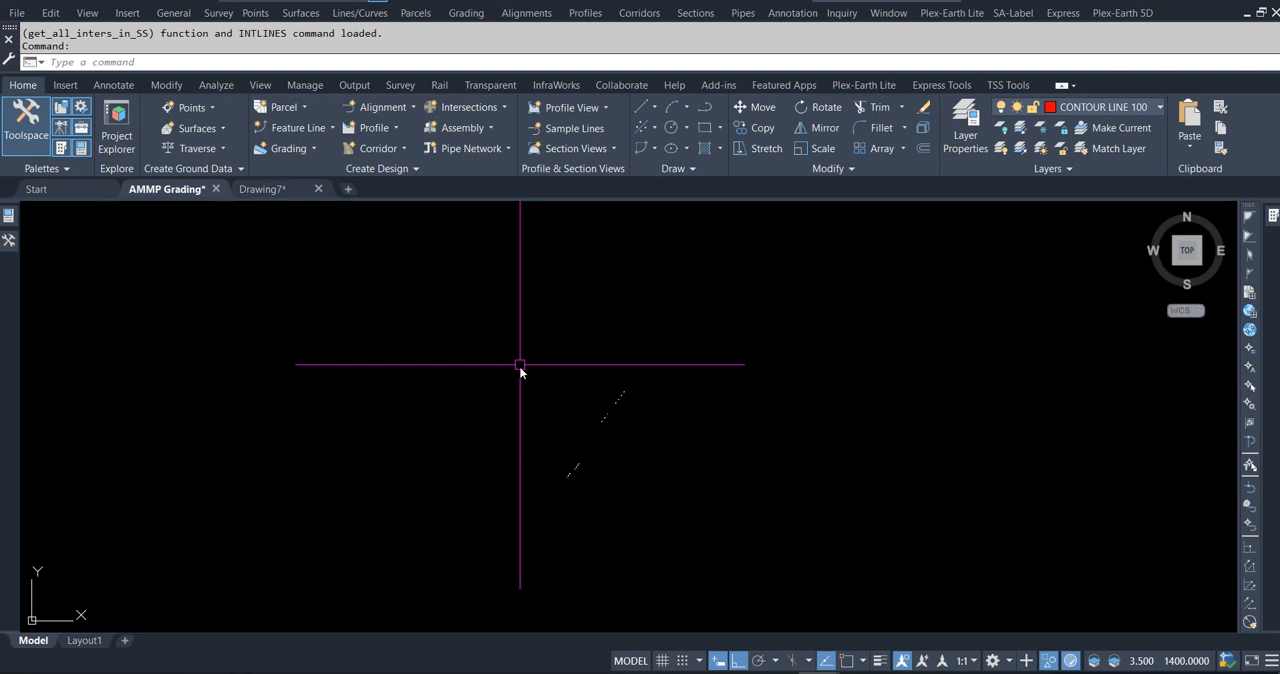 File Edit View Insert General Survey Points Surfaces Lines/Curves Parcels Grading Alignments Profiles Corridors Sections Pipes Annotation Inquiry Window Plex-Earth Lite SA-Label Express Plex-Earth 5D
(get_all_inters_in_SS) function and INTLINES command loaded.
Command:
Type a command
Home Insert Annotate Modify Analyze View Manage Output Survey Rail Transparent InfraWorks Collaborate Help Add-ins Featured Apps Plex-Earth Lite Express Tools TSS Tools
Points Parcel Alignment Intersections Profile View Move Rotate Trim CONTOUR LINE 100
Toolspace Project Explorer Surfaces Feature Line Profile Assembly Sample Lines Copy Mirror Fillet Layer Properties Make Current Paste
Traverse Grading Corridor Pipe Network Section Views Stretch Scale Array Match Layer
Palettes Explore Create Ground Data Create Design Profile & Section Views Draw Modify Layers Clipboard
Start AMMP Grading* Drawing7*
N
W TOP E
S
WCS
Y
X
Model Layout1
MODEL 1:1 3.500 1400.0000